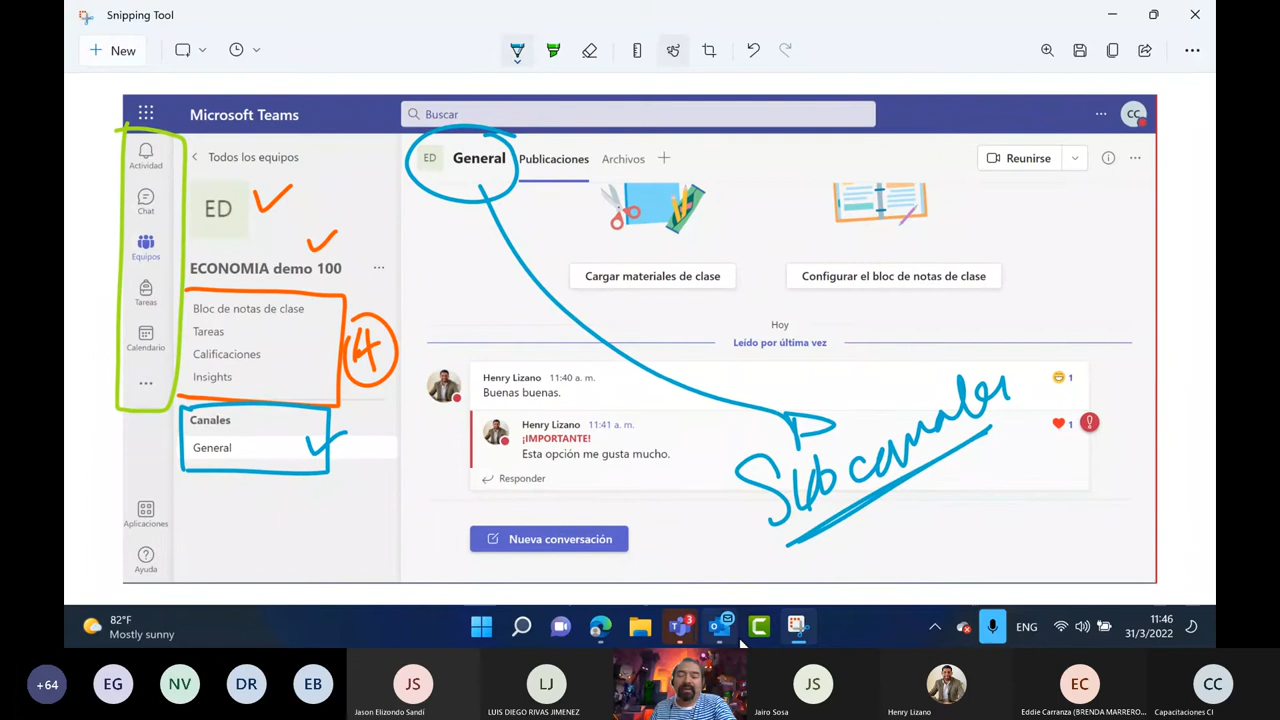 Snipping Tool
New
Microsoft Teams
Buscar
CC
Actividad
Chat
Equipos
Tareas
Calendario
Aplicaciones
Ayuda
Todos los equipos
ED
ECONOMIA demo 100
Bloc de notas de clase
Tareas
Calificaciones
Insights
4
Canales
General
ED General Publicaciones Archivos Reunirse
Cargar materiales de clase Configurar el bloc de notas de clase
Hoy
Leído por última vez
Henry Lizano 11:40 a. m. 1
Buenas buenas.
Henry Lizano 11:41 a. m. 1
¡IMPORTANTE!
Esta opción me gusta mucho.
Responder
Subcanales
Nueva conversación
82°F
Mostly sunny
3
ENG
11:46
31/3/2022
+64 EG NV DR EB JS LJ JS EC CC
Jason Elizondo Sandí LUIS DIEGO RIVAS JIMENEZ Jairo Sosa Henry Lizano Eddie Carranza (BRENDA MARRERO... Capacitaciones CI